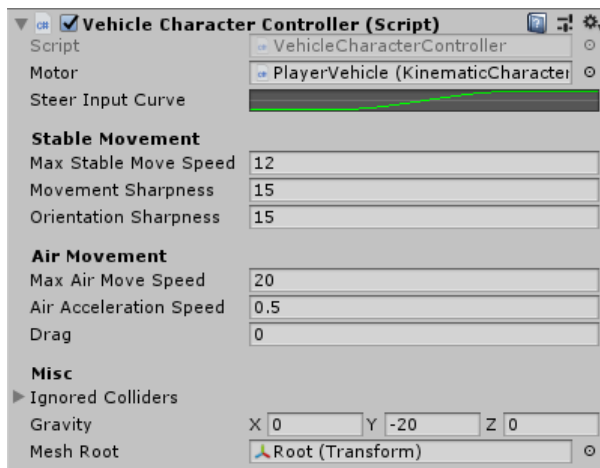 Vehicle Character Controller (Script)
Script VehicleCharacterController
Motor PlayerVehicle (KinematicCharacter
Steer Input Curve
Stable Movement
Max Stable Move Speed 12
Movement Sharpness 15
Orientation Sharpness 15
Air Movement
Max Air Move Speed 20
Air Acceleration Speed 0.5
Drag 0
Misc
Ignored Colliders
Gravity X 0 Y -20 Z 0
Mesh Root Root (Transform)